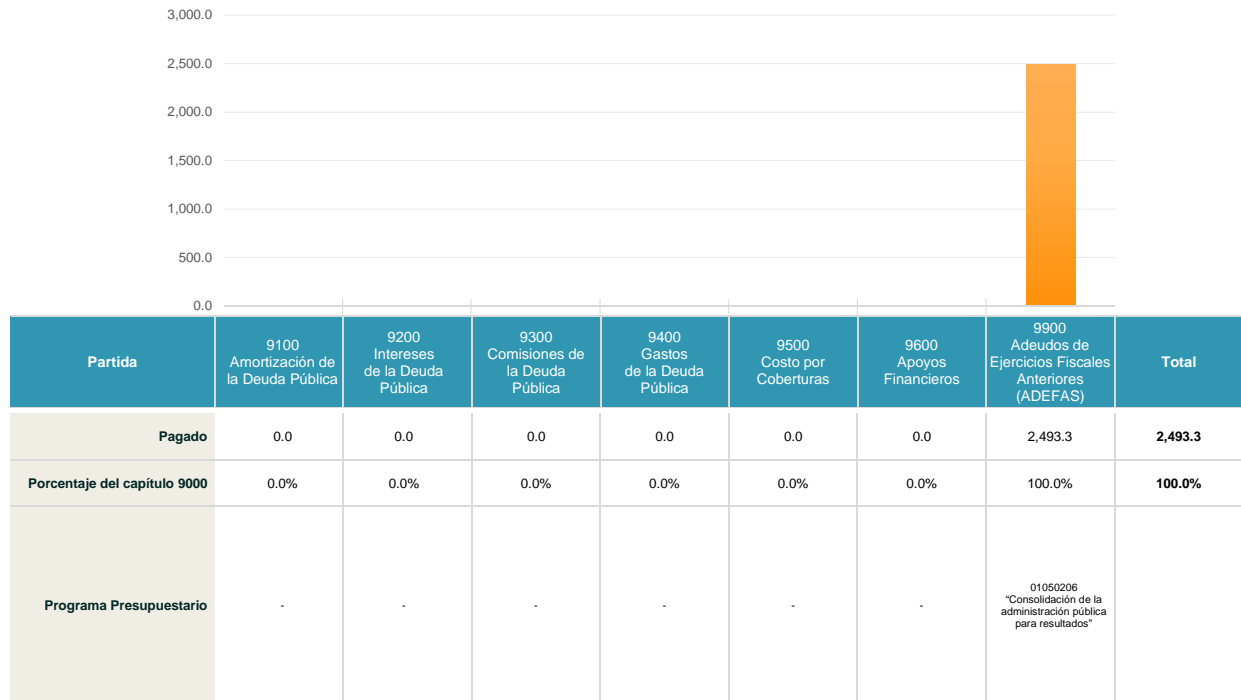 3,000.0
2,500.0
2,000.0
1,500.0
1,000.0
500.0
0.0
Partida
9100
Amortización de
la Deuda Pública
9200
Intereses
de la Deuda
Pública
9300
Comisiones de
la Deuda
Pública
9400
Gastos
de la Deuda
Pública
9500
Costo por
Coberturas
9600
Apoyos
Financieros
9900
Adeudos de
Ejercicios Fiscales
Anteriores
(ADEFAS)
Total
Pagado
0.0
0.0
0.0
0.0
0.0
0.0
2,493.3
2,493.3
Porcentaje del capítulo 9000
0.0%
0.0%
0.0%
0.0%
0.0%
0.0%
100.0%
100.0%
Programa Presupuestario
-
-
-
-
-
-
01050206
“Consolidación de la
administración pública
para resultados”